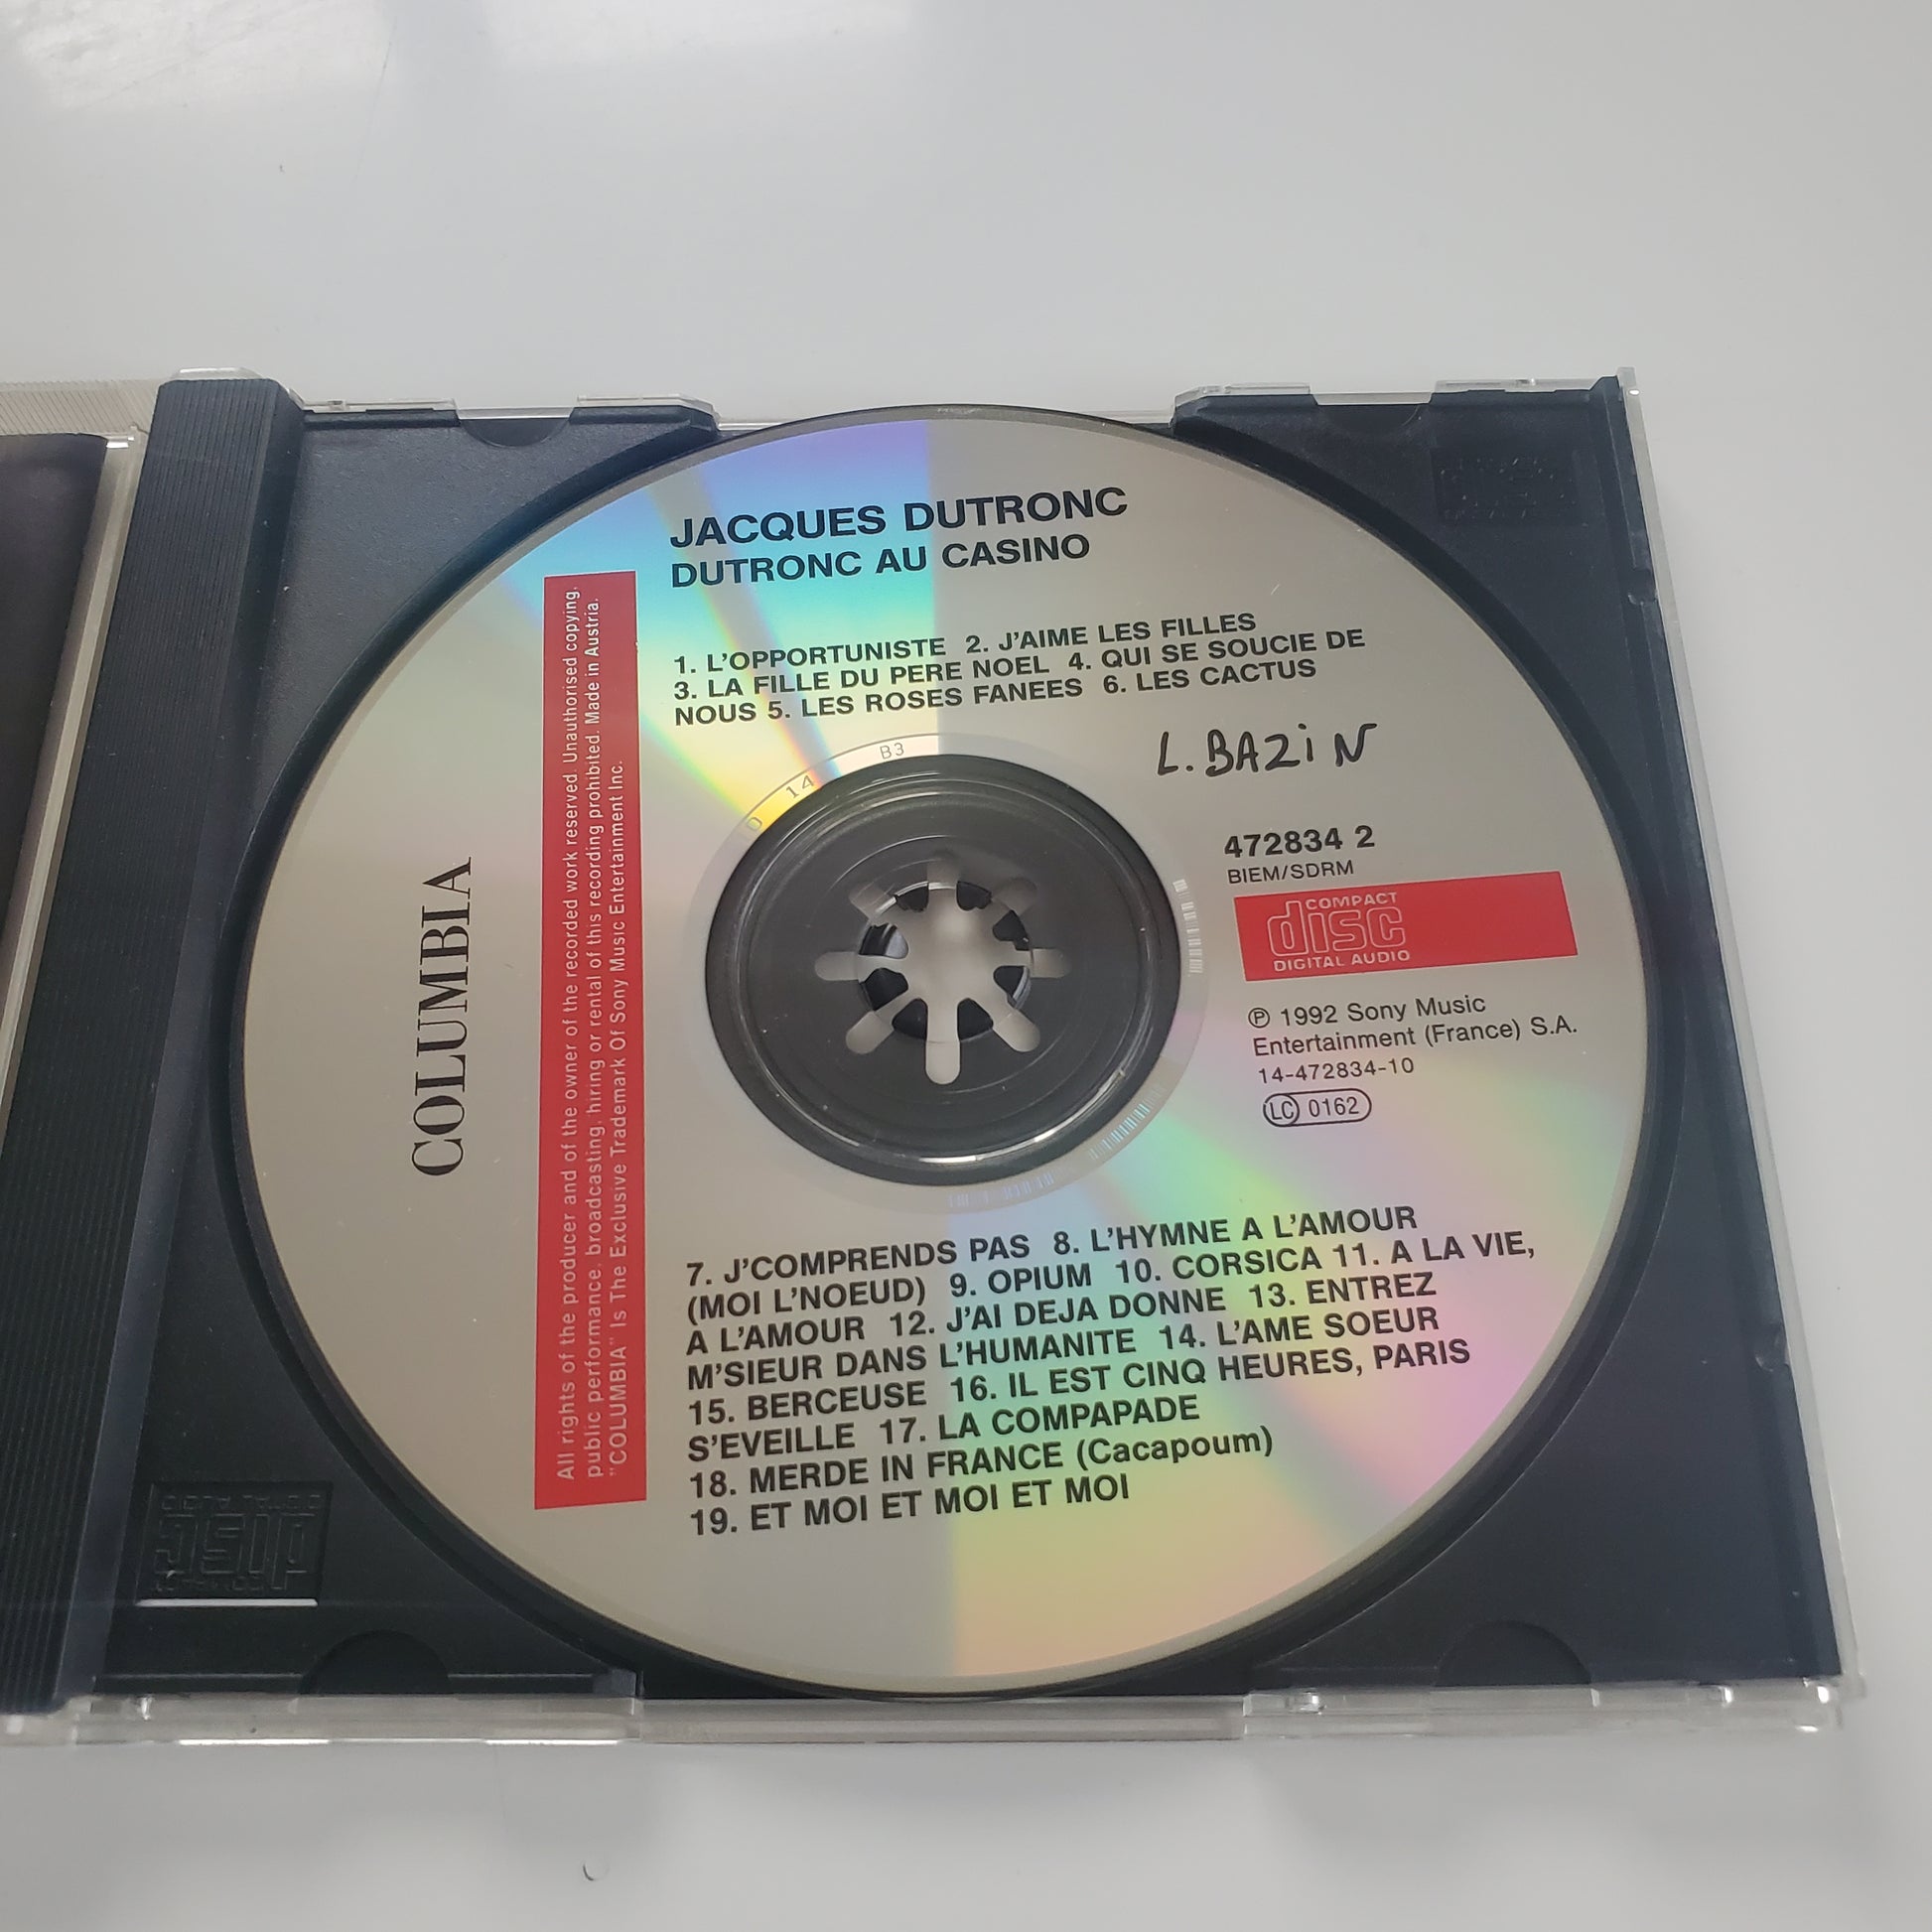 JACQUES DUTRONC
DUTRONC AU CASINO
1. L'OPPORTUNISTE 2. J'AIME LES FILLES
3. LA FILLE DU PERE NOEL 4. QUI SE SOUCIE DE
NOUS 5. LES ROSES FANEES 6. LES CACTUS
L. BAZIN
14 B3
472834 2
BIEM/SDRM
COMPACT
disc
DIGITAL AUDIO
℗ 1992 Sony Music
Entertainment (France) S.A.
14-472834-10
LC 0162
COLUMBIA
All rights of the producer and of the owner of the recorded work reserved. Unauthorised copying,
public performance, broadcasting, hiring or rental of this recording prohibited. Made in Austria.
"COLUMBIA" Is The Exclusive Trademark Of Sony Music Entertainment Inc.
7. J'COMPRENDS PAS 8. L'HYMNE A L'AMOUR
(MOI L'NOEUD) 9. OPIUM 10. CORSICA 11. A LA VIE,
A L'AMOUR 12. J'AI DEJA DONNE 13. ENTREZ
M'SIEUR DANS L'HUMANITE 14. L'AME SOEUR
15. BERCEUSE 16. IL EST CINQ HEURES, PARIS
S'EVEILLE 17. LA COMPAPADE
18. MERDE IN FRANCE (Cacapoum)
19. ET MOI ET MOI ET MOI
COMPACT
disc
DIGITAL AUDIO